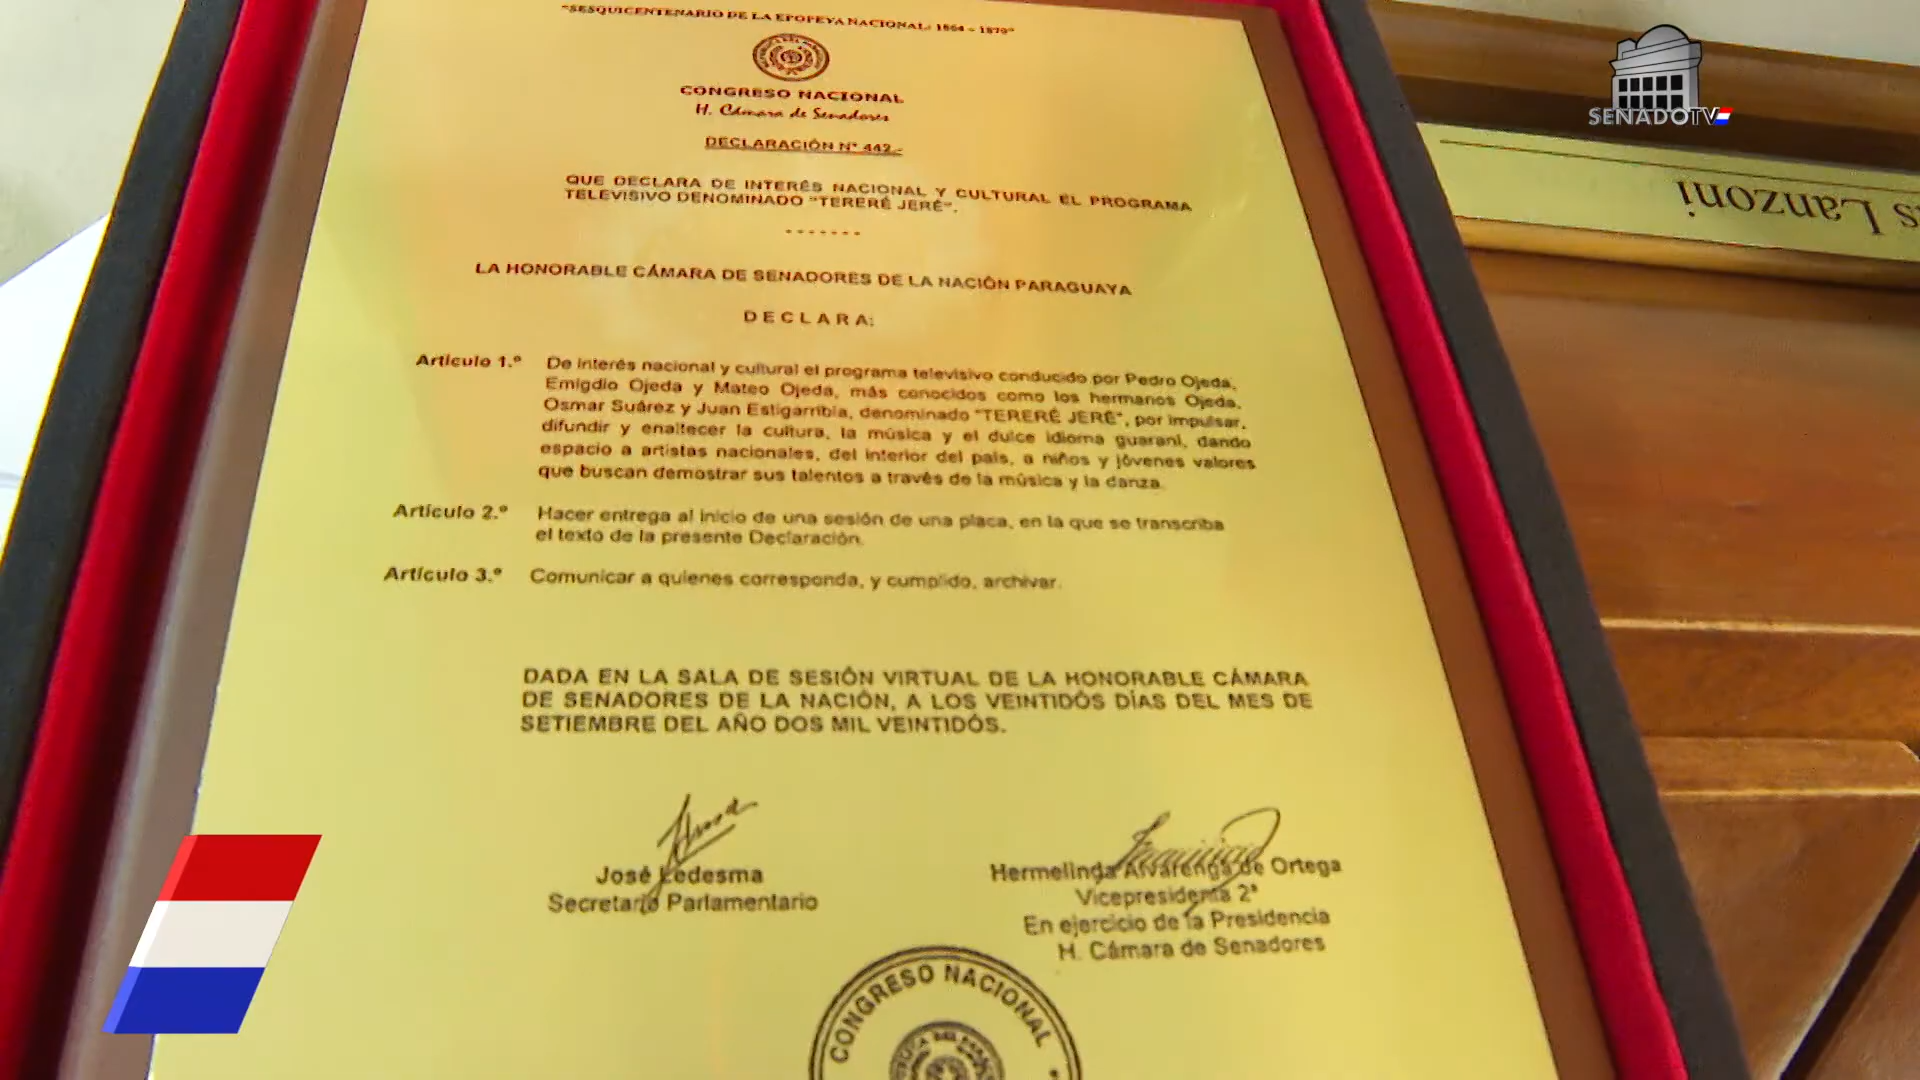 "SESQUICENTENARIO DE LA EPOPEYA NACIONAL: 1864 - 1870"
CONGRESO NACIONAL
H. Cámara de Senadores
DECLARACIÓN N° 442.-
QUE DECLARA DE INTERÉS NACIONAL Y CULTURAL EL PROGRAMA
TELEVISIVO DENOMINADO "TERERÉ JERÉ".
-------
LA HONORABLE CÁMARA DE SENADORES DE LA NACIÓN PARAGUAYA
DECLARA:
Artículo 1.° De interés nacional y cultural el programa televisivo conducido por Pedro Ojeda,
Emigdio Ojeda y Mateo Ojeda, más conocidos como los hermanos Ojeda,
Osmar Suárez y Juan Estigarribia, denominado "TERERÉ JERÉ", por impulsar,
difundir y enaltecer la cultura, la música y el dulce idioma guaraní, dando
espacio a artistas nacionales, del interior del país, a niños y jóvenes valores
que buscan demostrar sus talentos a través de la música y la danza.
Artículo 2.° Hacer entrega al inicio de una sesión de una placa, en la que se transcriba
el texto de la presente Declaración.
Artículo 3.° Comunicar a quienes corresponda, y cumplido, archivar.
DADA EN LA SALA DE SESIÓN VIRTUAL DE LA HONORABLE CÁMARA
DE SENADORES DE LA NACIÓN, A LOS VEINTIDÓS DÍAS DEL MES DE
SETIEMBRE DEL AÑO DOS MIL VEINTIDÓS.
José Ledesma
Secretario Parlamentario
Hermelinda Alvarenga de Ortega
Vicepresidenta 2°
En ejercicio de la Presidencia
H. Cámara de Senadores
CONGRESO NACIONAL
SENADOTV
s Lanzoni